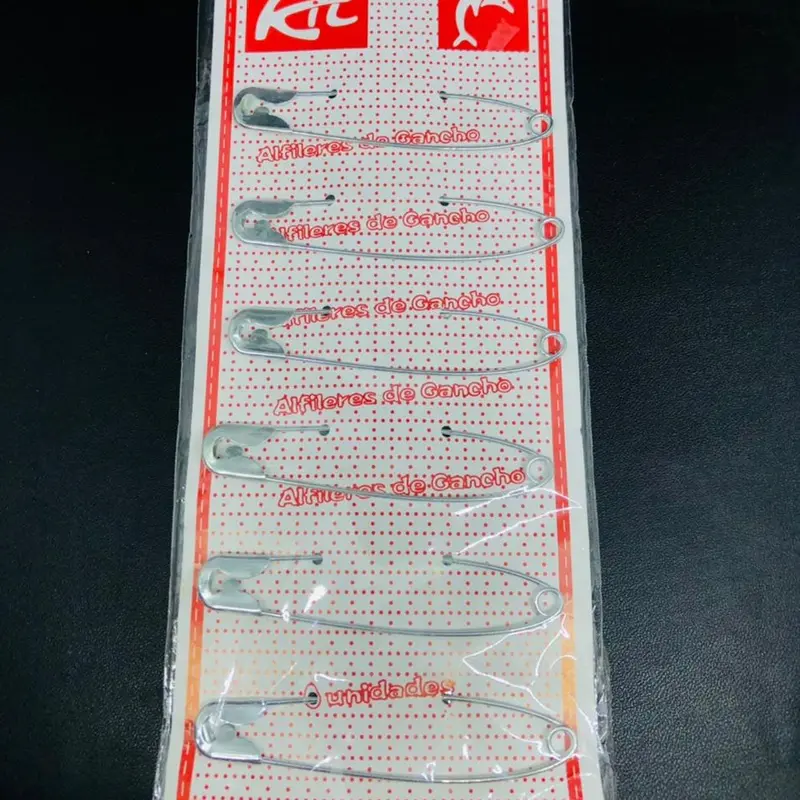 Kit
Alfileres de Gancho
Alfileres de Gancho
Alfileres de Gancho
Alfileres de Gancho
Alfileres de Gancho
unidades